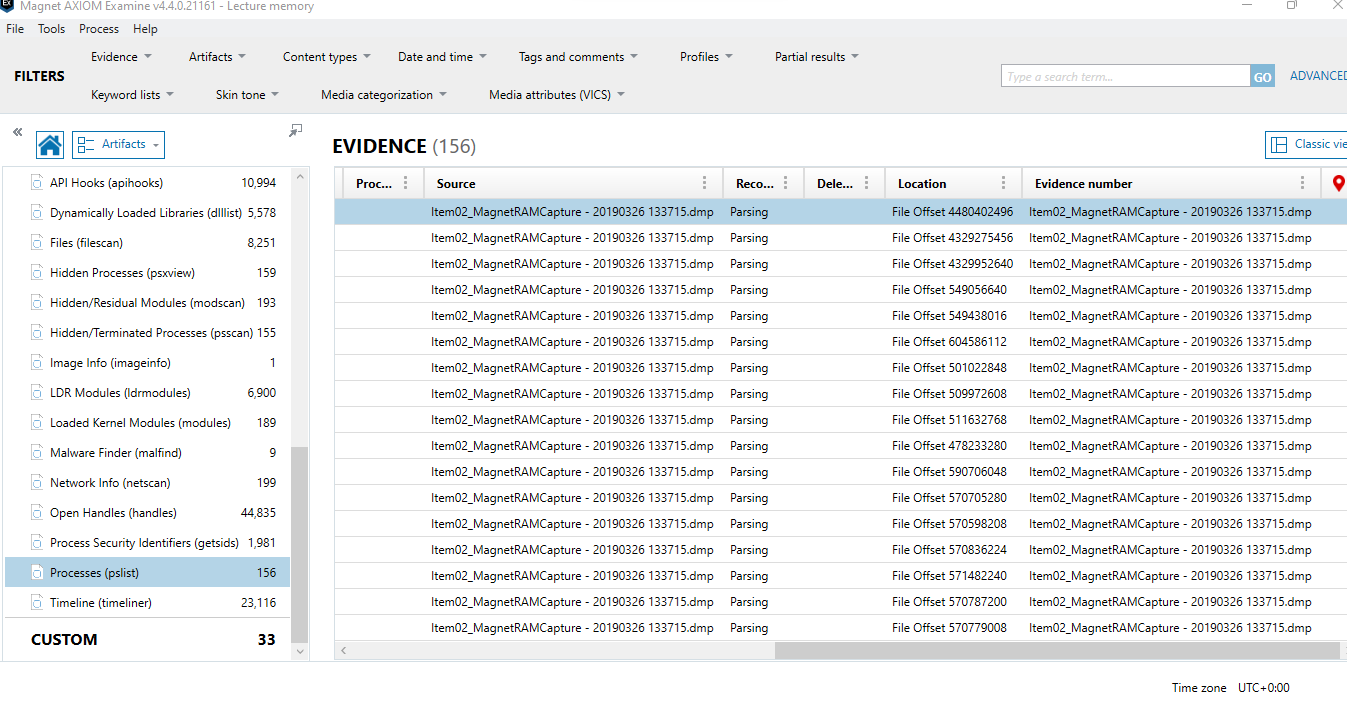 EX Magnet AXIOM Examine v4.4.0.21161 - Lecture memory
File Tools Process Help
FILTERS
Evidence Artifacts Content types Date and time Tags and comments Profiles Partial results
Keyword lists Skin tone Media categorization Media attributes (VICS)
Type a search term... GO ADVANCED
« Artifacts
EVIDENCE (156) Classic vie
API Hooks (apihooks) 10,994
Dynamically Loaded Libraries (dlllist) 5,578
Files (filescan) 8,251
Hidden Processes (psxview) 159
Hidden/Residual Modules (modscan) 193
Hidden/Terminated Processes (psscan) 155
Image Info (imageinfo) 1
LDR Modules (ldrmodules) 6,900
Loaded Kernel Modules (modules) 189
Malware Finder (malfind) 9
Network Info (netscan) 199
Open Handles (handles) 44,835
Process Security Identifiers (getsids) 1,981
Processes (pslist) 156
Timeline (timeliner) 23,116
CUSTOM 33
Proc... Source Reco... Dele... Location Evidence number
Item02_MagnetRAMCapture - 20190326 133715.dmp Parsing File Offset 4480402496 Item02_MagnetRAMCapture - 20190326 133715.dmp
Item02_MagnetRAMCapture - 20190326 133715.dmp Parsing File Offset 4329275456 Item02_MagnetRAMCapture - 20190326 133715.dmp
Item02_MagnetRAMCapture - 20190326 133715.dmp Parsing File Offset 4329952640 Item02_MagnetRAMCapture - 20190326 133715.dmp
Item02_MagnetRAMCapture - 20190326 133715.dmp Parsing File Offset 549056640 Item02_MagnetRAMCapture - 20190326 133715.dmp
Item02_MagnetRAMCapture - 20190326 133715.dmp Parsing File Offset 549438016 Item02_MagnetRAMCapture - 20190326 133715.dmp
Item02_MagnetRAMCapture - 20190326 133715.dmp Parsing File Offset 604586112 Item02_MagnetRAMCapture - 20190326 133715.dmp
Item02_MagnetRAMCapture - 20190326 133715.dmp Parsing File Offset 501022848 Item02_MagnetRAMCapture - 20190326 133715.dmp
Item02_MagnetRAMCapture - 20190326 133715.dmp Parsing File Offset 509972608 Item02_MagnetRAMCapture - 20190326 133715.dmp
Item02_MagnetRAMCapture - 20190326 133715.dmp Parsing File Offset 511632768 Item02_MagnetRAMCapture - 20190326 133715.dmp
Item02_MagnetRAMCapture - 20190326 133715.dmp Parsing File Offset 478233280 Item02_MagnetRAMCapture - 20190326 133715.dmp
Item02_MagnetRAMCapture - 20190326 133715.dmp Parsing File Offset 590706048 Item02_MagnetRAMCapture - 20190326 133715.dmp
Item02_MagnetRAMCapture - 20190326 133715.dmp Parsing File Offset 570705280 Item02_MagnetRAMCapture - 20190326 133715.dmp
Item02_MagnetRAMCapture - 20190326 133715.dmp Parsing File Offset 570598208 Item02_MagnetRAMCapture - 20190326 133715.dmp
Item02_MagnetRAMCapture - 20190326 133715.dmp Parsing File Offset 570836224 Item02_MagnetRAMCapture - 20190326 133715.dmp
Item02_MagnetRAMCapture - 20190326 133715.dmp Parsing File Offset 571482240 Item02_MagnetRAMCapture - 20190326 133715.dmp
Item02_MagnetRAMCapture - 20190326 133715.dmp Parsing File Offset 570787200 Item02_MagnetRAMCapture - 20190326 133715.dmp
Item02_MagnetRAMCapture - 20190326 133715.dmp Parsing File Offset 570779008 Item02_MagnetRAMCapture - 20190326 133715.dmp
Time zone UTC+0:00